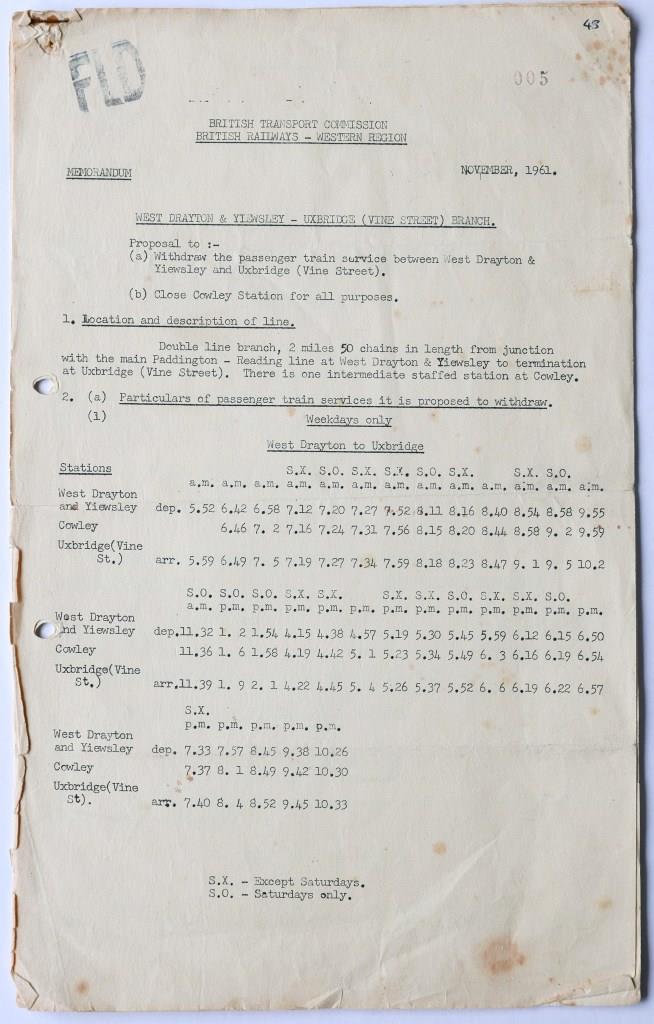 43
FLD
005
BRITISH TRANSPORT COMMISSION
BRITISH RAILWAYS - WESTERN REGION
MEMORANDUM NOVEMBER, 1961.
WEST DRAYTON & YIEWSLEY - UXBRIDGE (VINE STREET) BRANCH.
Proposal to :-
(a) Withdraw the passenger train service between West Drayton &
Yiewsley and Uxbridge (Vine Street).
(b) Close Cowley Station for all purposes.
1. Location and description of line.
Double line branch, 2 miles 50 chains in length from junction
with the main Paddington - Reading line at West Drayton & Yiewsley to termination
at Uxbridge (Vine Street). There is one intermediate staffed station at Cowley.
2. (a) Particulars of passenger train services it is proposed to withdraw.
(1) Weekdays only
West Drayton to Uxbridge
Stations S.X. S.O. S.X. S.X. S.O. S.X. S.X. S.O.
a.m. a.m. a.m. a.m. a.m. a.m. a.m. a.m. a.m. a.m. a.m. a.m. a.m.
West Drayton
and Yiewsley dep. 5.52 6.42 6.58 7.12 7.20 7.27 7.52 8.11 8.16 8.40 8.54 8.58 9.55
Cowley 6.46 7. 2 7.16 7.24 7.31 7.56 8.15 8.20 8.44 8.58 9. 2 9.59
Uxbridge(Vine
St.) arr. 5.59 6.49 7. 5 7.19 7.27 7.34 7.59 8.18 8.23 8.47 9. 1 9. 5 10.2
S.O. S.O. S.O. S.X. S.X. S.X. S.X. S.O. S.X. S.X. S.O.
a.m. p.m. p.m. p.m. p.m. p.m. p.m. p.m. p.m. p.m. p.m. p.m. p.m.
West Drayton
and Yiewsley dep.11.32 1. 2 1.54 4.15 4.38 4.57 5.19 5.30 5.45 5.59 6.12 6.15 6.50
Cowley 11.36 1. 6 1.58 4.19 4.42 5. 1 5.23 5.34 5.49 6. 3 6.16 6.19 6.54
Uxbridge(Vine
St.) arr.11.39 1. 9 2. 1 4.22 4.45 5. 4 5.26 5.37 5.52 6. 6 6.19 6.22 6.57
S.X.
p.m. p.m. p.m. p.m. p.m.
West Drayton
and Yiewsley dep. 7.33 7.57 8.45 9.38 10.26
Cowley 7.37 8. 1 8.49 9.42 10.30
Uxbridge(Vine
St). arr. 7.40 8. 4 8.52 9.45 10.33
S.X. - Except Saturdays.
S.O. - Saturdays only.